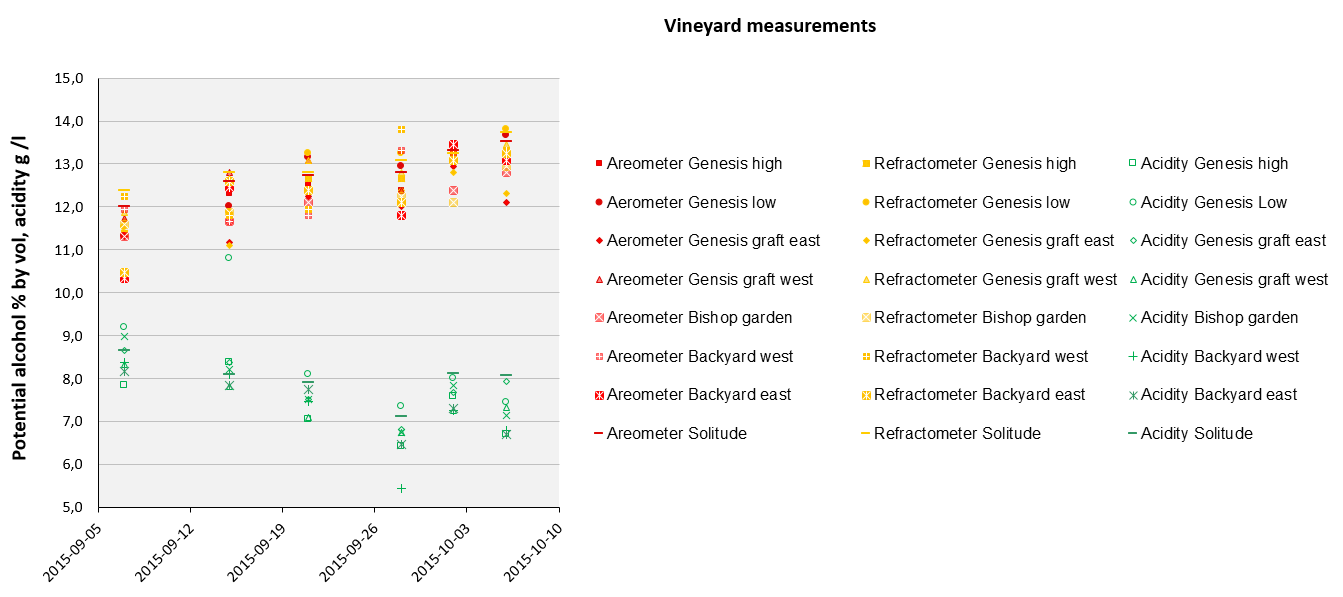 Vineyard measurements
Potential alcohol % by vol, acidity g /l
15,0
14,0
13,0
12,0
11,0
10,0
9,0
8,0
7,0
6,0
5,0
2015-09-05
2015-09-12
2015-09-19
2015-09-26
2015-10-03
2015-10-10
Areometer Genesis high
Refractometer Genesis high
Acidity Genesis high
Aerometer Genesis low
Refractometer Genesis low
Acidity Genesis Low
Aerometer Genesis graft east
Refractometer Genesis graft east
Acidity Genesis graft east
Areometer Gensis graft west
Refractometer Genesis graft west
Acidity Genesis graft west
Areometer Bishop garden
Refractometer Bishop garden
Acidity Bishop garden
Areometer Backyard west
Refractometer Backyard west
Acidity Backyard west
Areometer Backyard east
Refractometer Backyard east
Acidity Backyard east
Areometer Solitude
Refractometer Solitude
Acidity Solitude